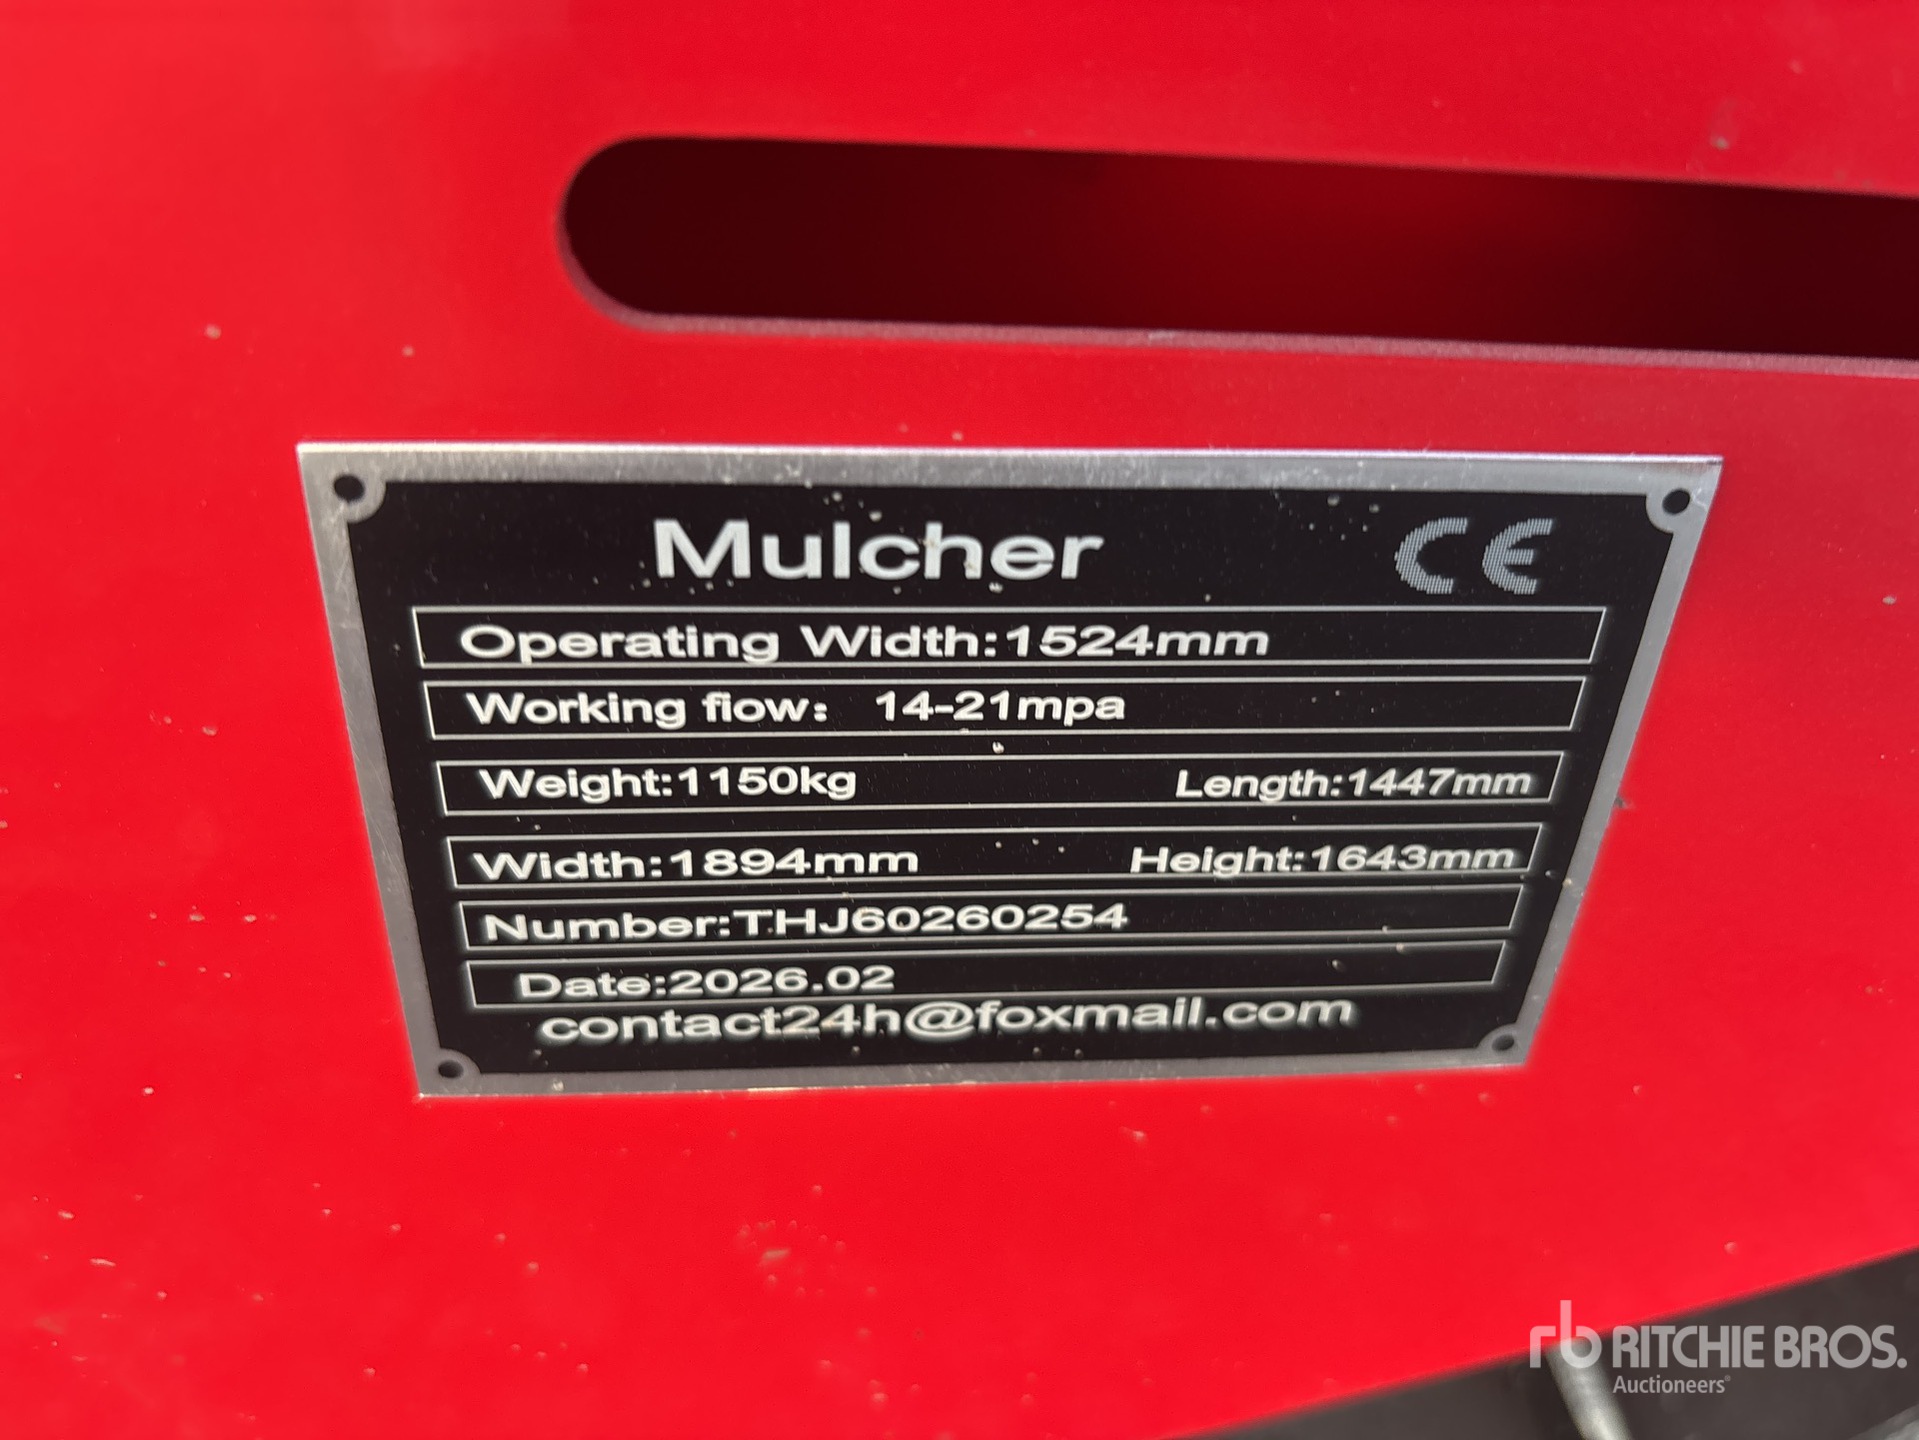 Mulcher CE
Operating Width:1524mm
Working flow： 14-21mpa
Weight:1150kg Length:1447mm
Width:1894mm Height:1643mm
Number:THJ60260254
Date:2026.02
contact24h@foxmail.com
rb RITCHIE BROS.
Auctioneers®